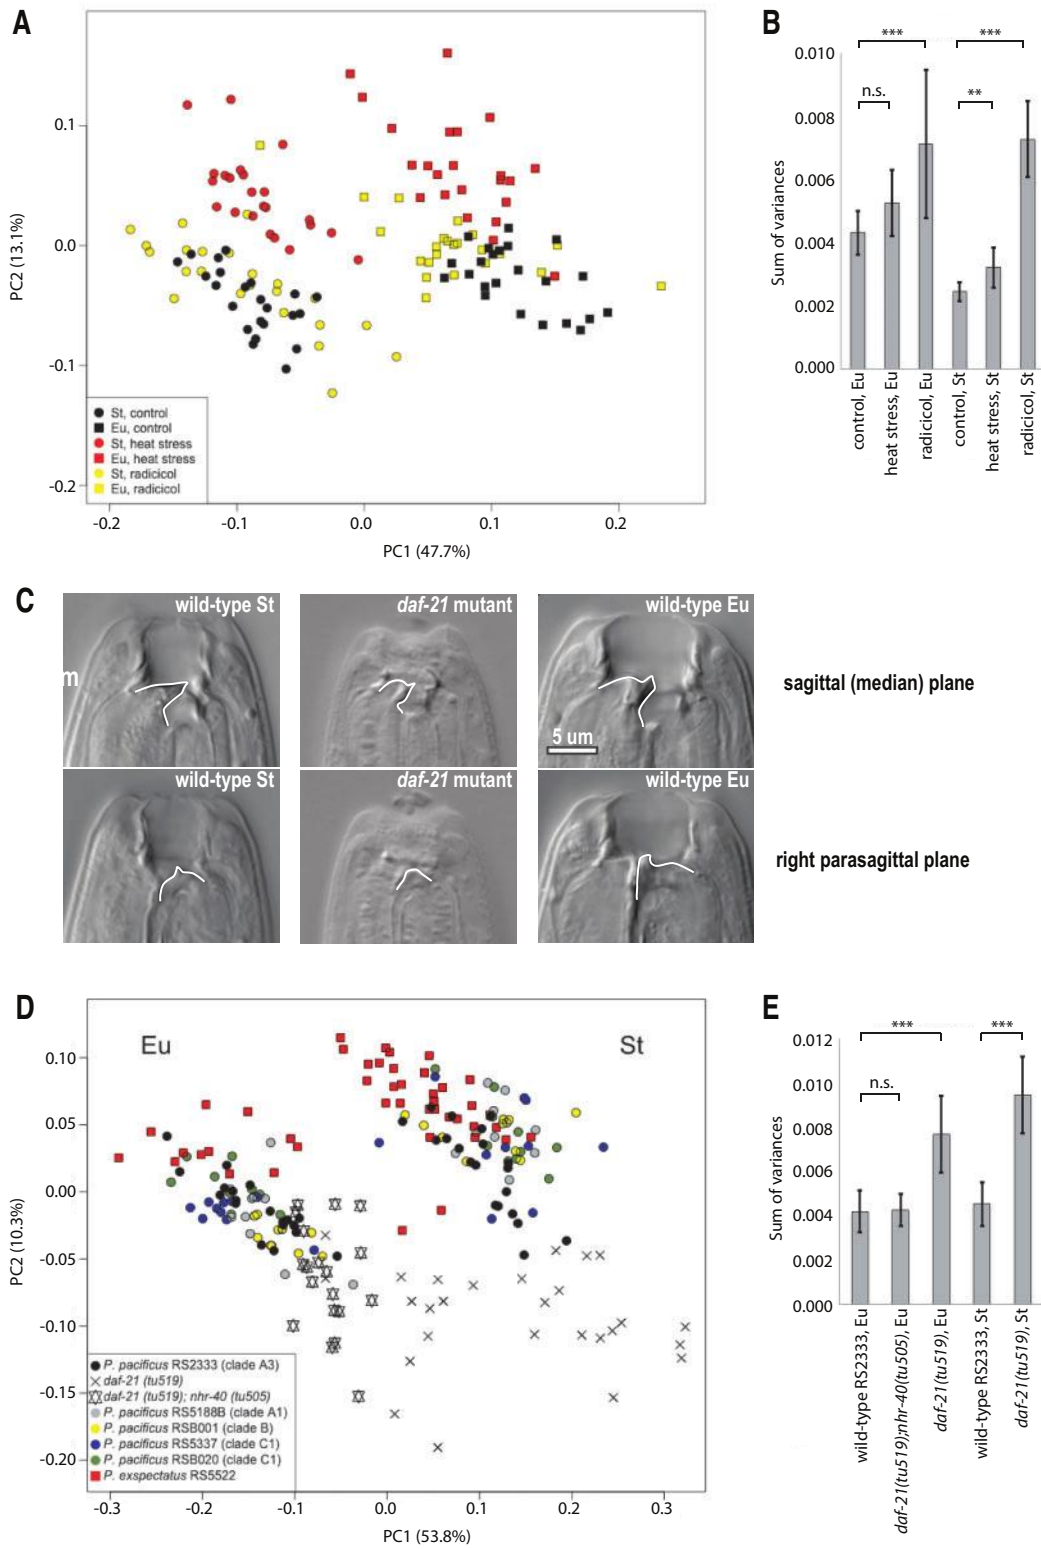 A
PC2 (13.1%)
0.1
0.0
-0.1
-0.2
St, control
Eu, control
St, heat stress
Eu, heat stress
St, radicicol
Eu, radicicol
-0.2
-0.1
0.0
0.1
0.2
PC1 (47.7%)
B
Sum of variances
0.010
0.008
0.006
0.004
0.002
0.000
***
***
n.s.
**
control, Eu
heat stress, Eu
radicicol, Eu
control, St
heat stress, St
radicicol, St
C
wild-type St
daf-21 mutant
wild-type Eu
m
5 um
sagittal (median) plane
wild-type St
daf-21 mutant
wild-type Eu
right parasagittal plane
D
Eu
St
PC2 (10.3%)
0.10
0.05
0.00
-0.05
-0.10
-0.15
-0.20
P. pacificus RS2333 (clade A3)
daf-21 (tu519)
daf-21 (tu519); nhr-40 (tu505)
P. pacificus RS5188B (clade A1)
P. pacificus RSB001 (clade B)
P. pacificus RS5337 (clade C1)
P. pacificus RSB020 (clade C1)
P. exspectatus RS5522
-0.3
-0.2
-0.1
0.0
0.1
0.2
0.3
PC1 (53.8%)
E
Sum of variances
0.012
0.010
0.008
0.006
0.004
0.002
0.000
***
***
n.s.
wild-type RS2333, Eu
daf-21(tu519);nhr-40(tu505), Eu
daf-21(tu519), Eu
wild-type RS2333, St
daf-21(tu519), St